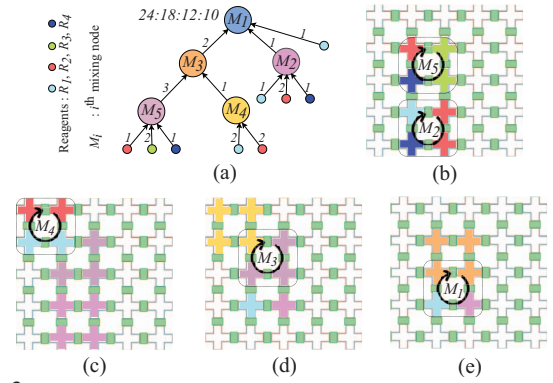 24:18:12:10
Reagents : R1, R2, R3, R4
Mi : ith mixing node
M1
2
1
1
M3
M2
3
1
1
2
1
M5
M4
1
2
1
2
2
(a)
M5
M2
(b)
M4
(c)
M3
(d)
M1
(e)